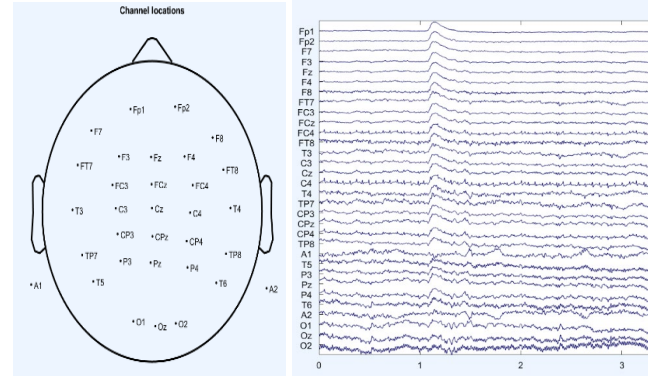 Channel locations
Fp1 Fp2
F7 F8
F3 Fz F4
FT7 FT8
FC3 FCz FC4
T3 C3 Cz C4 T4
CP3 CPz CP4
TP7 P3 Pz P4 TP8
A1 T5 T6 A2
O1 Oz O2
Fp1
Fp2
F7
F3
Fz
F4
F8
FT7
FC3
FCz
FC4
FT8
T3
C3
Cz
C4
T4
TP7
CP3
CPz
CP4
TP8
A1
T5
P3
Pz
P4
T6
A2
O1
Oz
O2
0 1 2 3